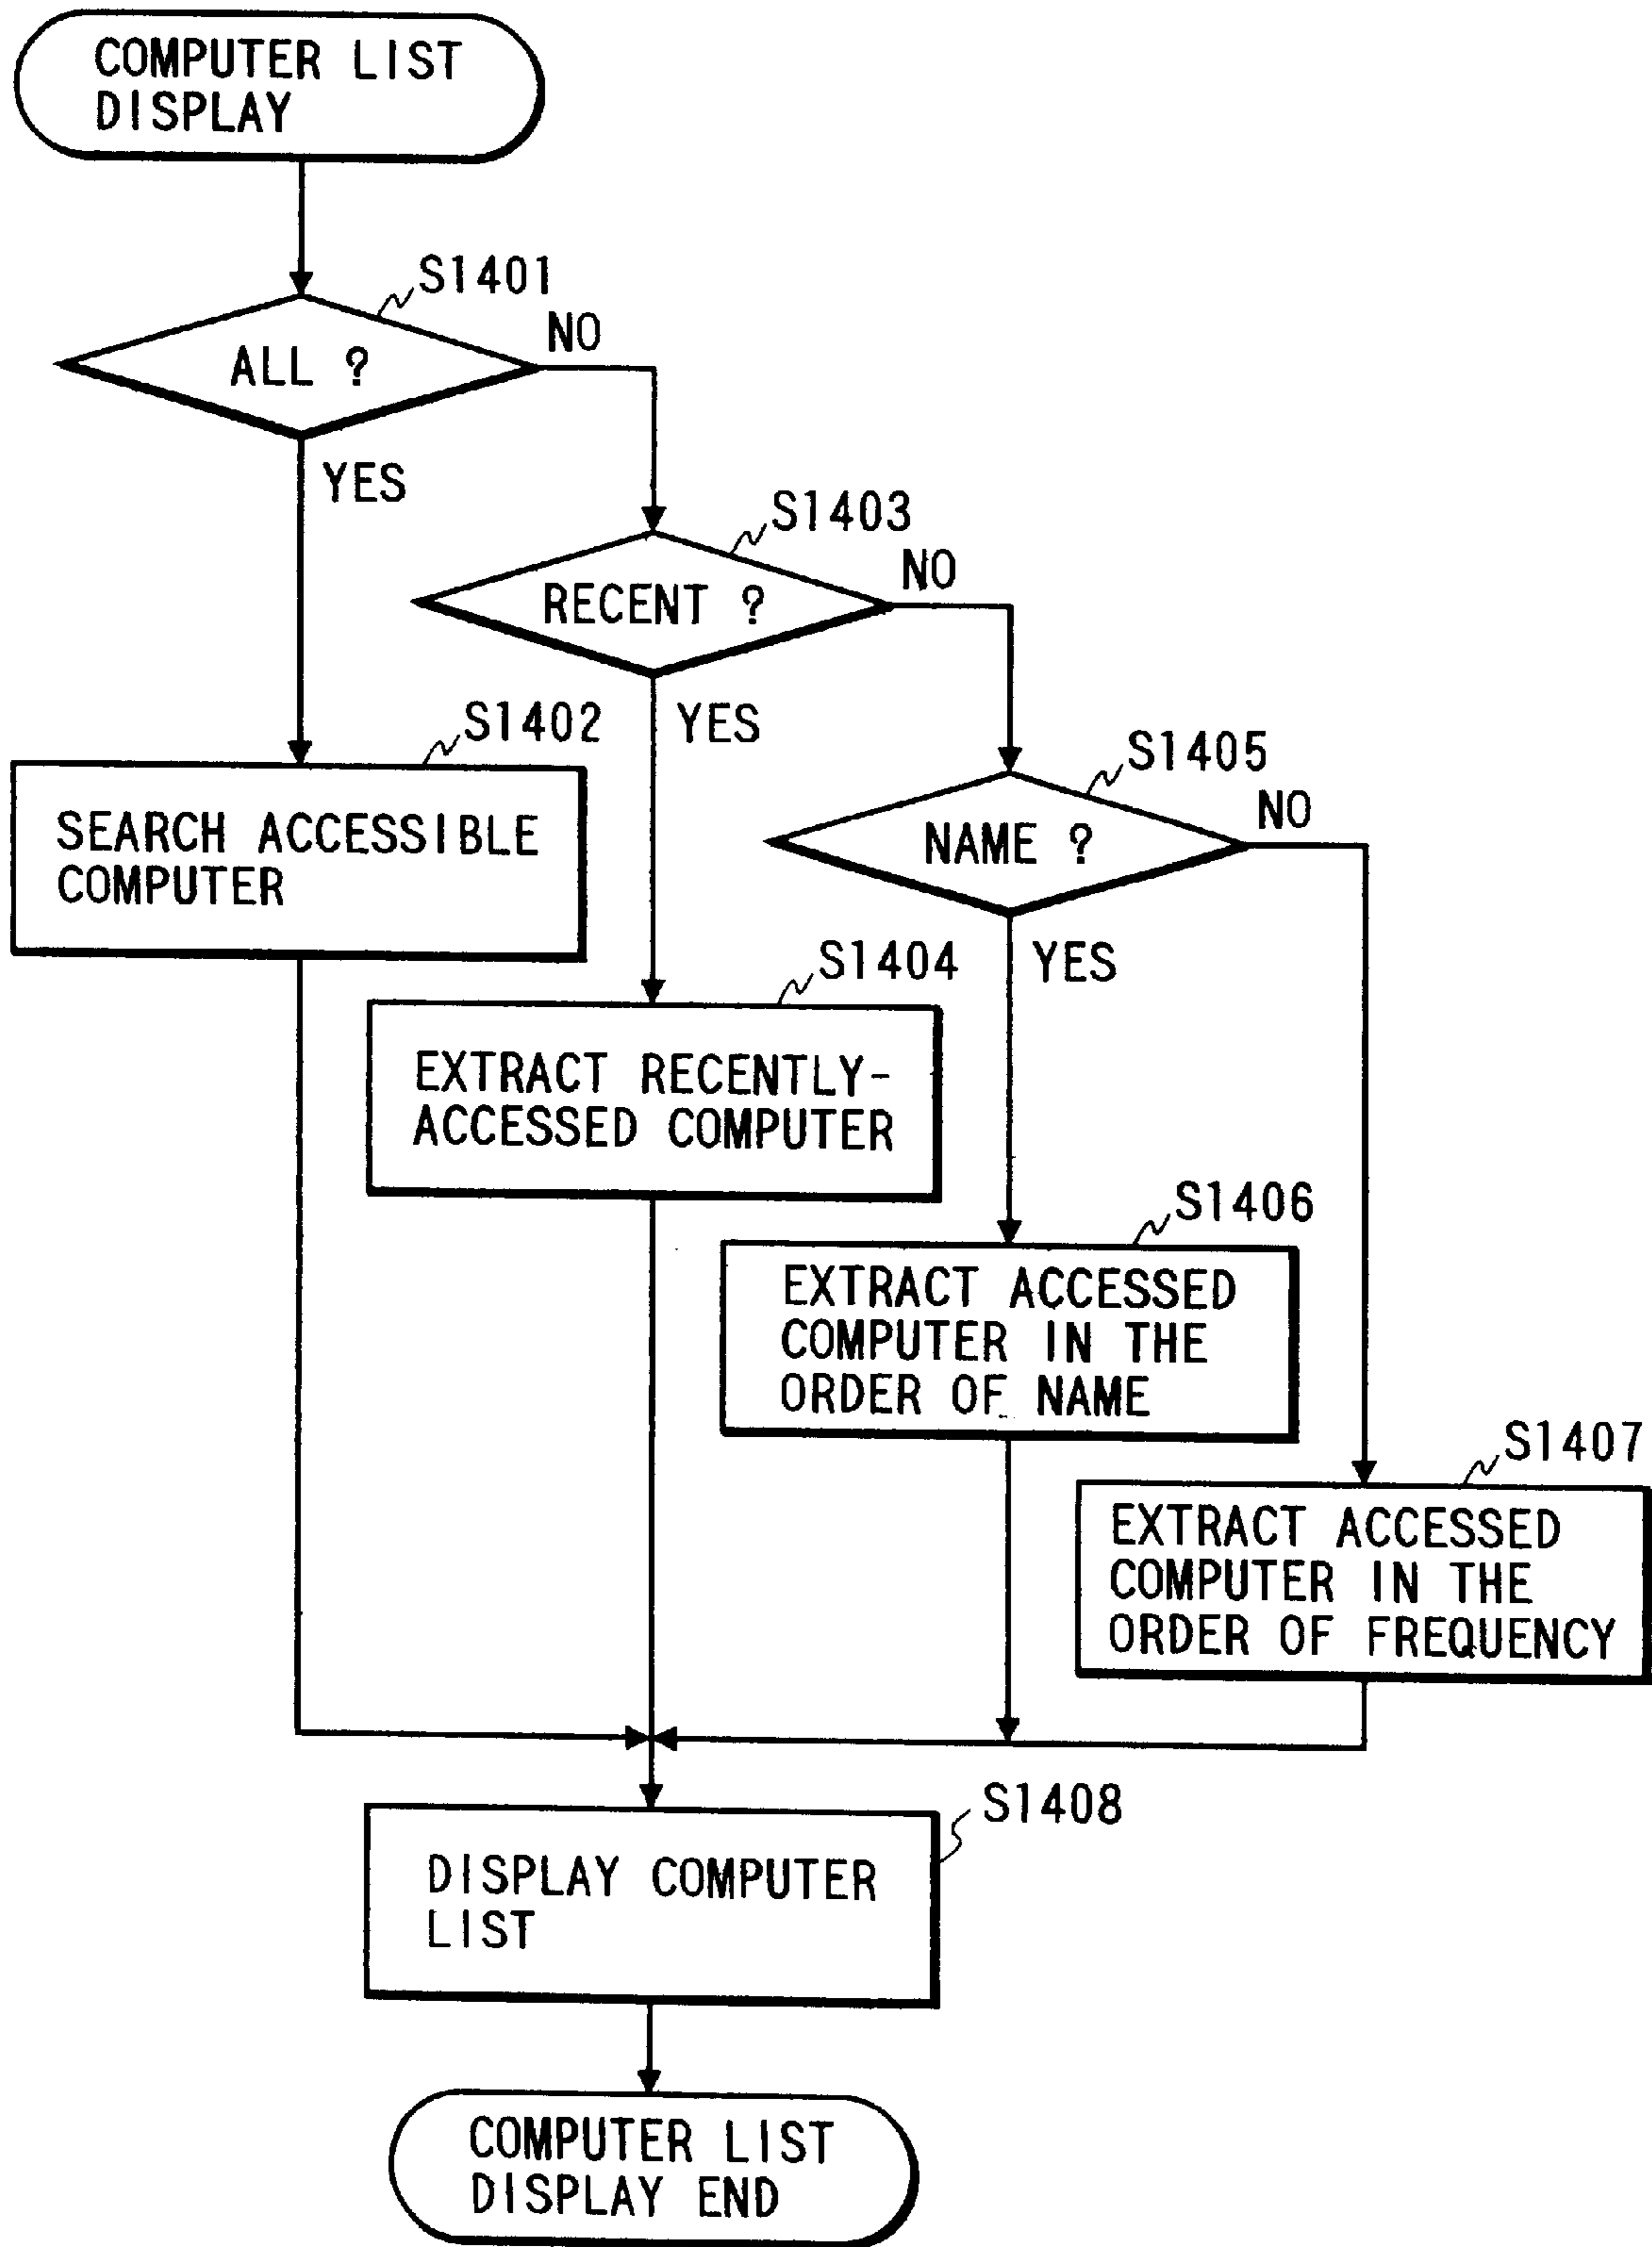 COMPUTER LIST
DISPLAY
S1401
ALL ?
NO
YES
S1403
RECENT ?
NO
YES
S1402
SEARCH ACCESSIBLE
COMPUTER
S1405
NAME ?
NO
YES
S1404
EXTRACT RECENTLY-
ACCESSED COMPUTER
S1406
EXTRACT ACCESSED
COMPUTER IN THE
ORDER OF NAME
S1407
EXTRACT ACCESSED
COMPUTER IN THE
ORDER OF FREQUENCY
S1408
DISPLAY COMPUTER
LIST
COMPUTER LIST
DISPLAY END